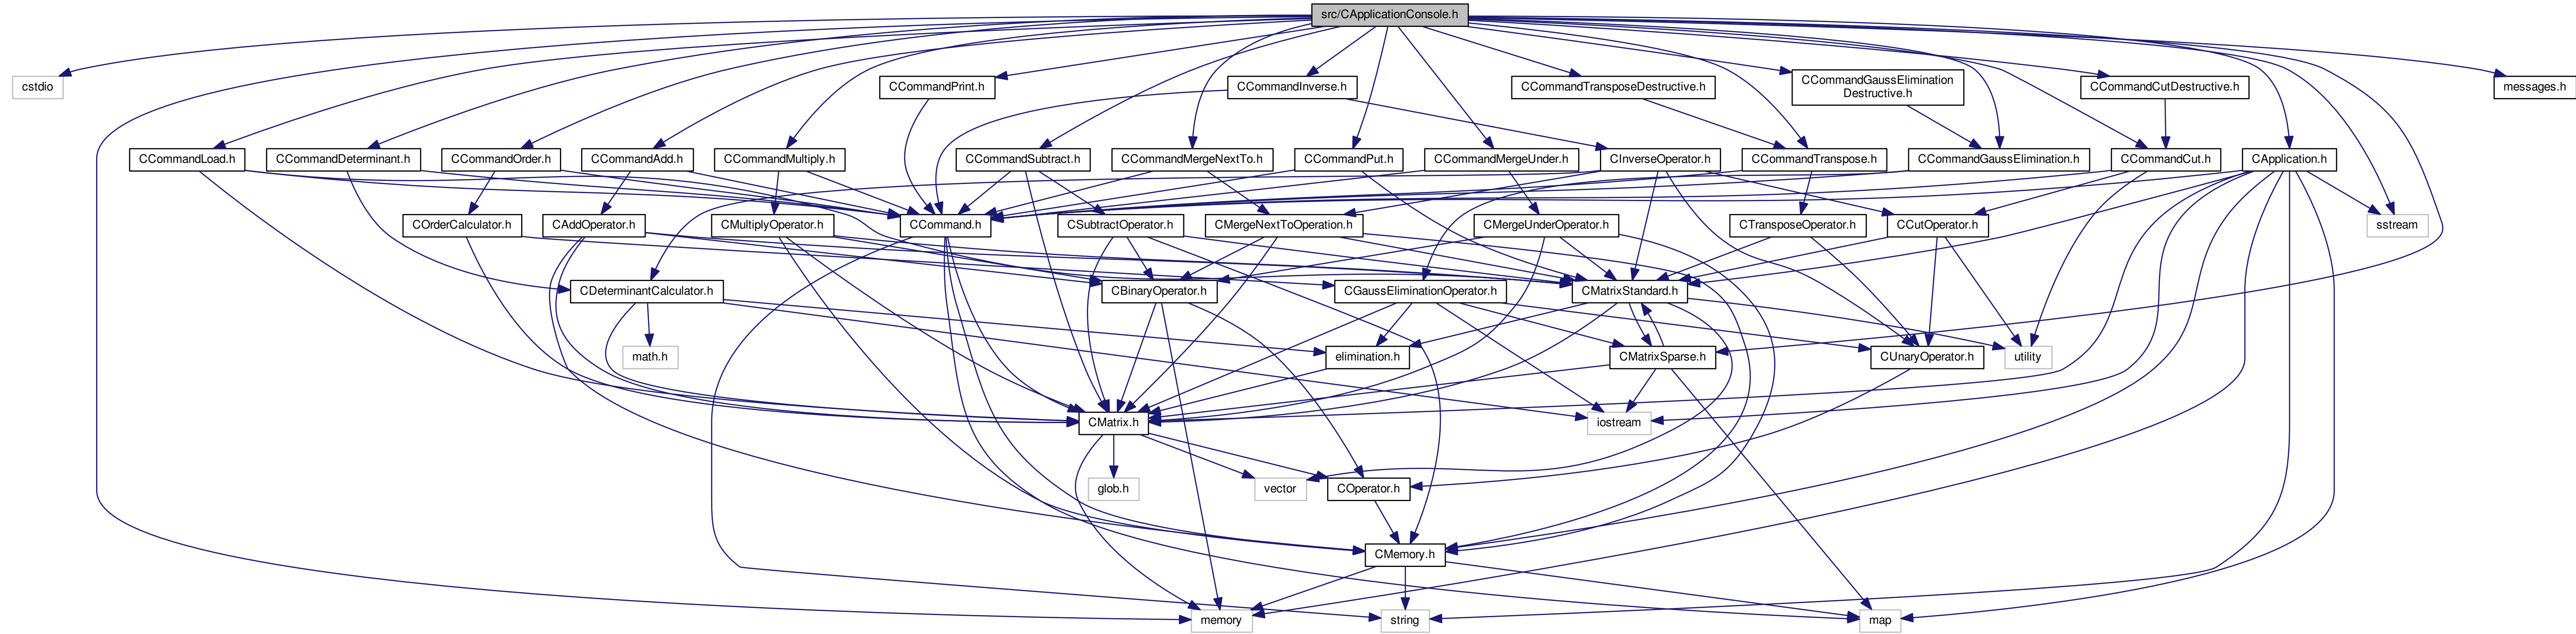 src/CApplicationConsole.h
cstdio
CCommandPrint.h
CCommandInverse.h
CCommandTransposeDestructive.h
CCommandGaussElimination
Destructive.h
CCommandCutDestructive.h
messages.h
CCommandLoad.h
CCommandDeterminant.h
CCommandOrder.h
CCommandAdd.h
CCommandMultiply.h
CCommandSubtract.h
CCommandMergeNextTo.h
CCommandPut.h
CCommandMergeUnder.h
CInverseOperator.h
CCommandTranspose.h
CCommandGaussElimination.h
CCommandCut.h
CApplication.h
COrderCalculator.h
CAddOperator.h
CMultiplyOperator.h
CCommand.h
CSubtractOperator.h
CMergeNextToOperation.h
CMergeUnderOperator.h
CTransposeOperator.h
CCutOperator.h
sstream
CDeterminantCalculator.h
CBinaryOperator.h
CGaussEliminationOperator.h
CMatrixStandard.h
math.h
elimination.h
CMatrixSparse.h
CUnaryOperator.h
utility
CMatrix.h
iostream
glob.h
vector
COperator.h
CMemory.h
memory
string
map